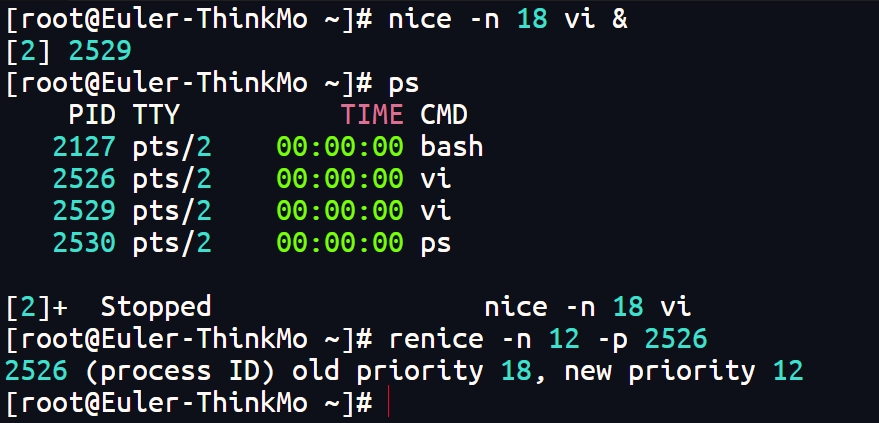 [root@Euler-ThinkMo ~]# nice -n 18 vi &
[2] 2529
[root@Euler-ThinkMo ~]# ps
    PID TTY          TIME CMD
   2127 pts/2    00:00:00 bash
   2526 pts/2    00:00:00 vi
   2529 pts/2    00:00:00 vi
   2530 pts/2    00:00:00 ps

[2]+  Stopped                 nice -n 18 vi
[root@Euler-ThinkMo ~]# renice -n 12 -p 2526
2526 (process ID) old priority 18, new priority 12
[root@Euler-ThinkMo ~]#